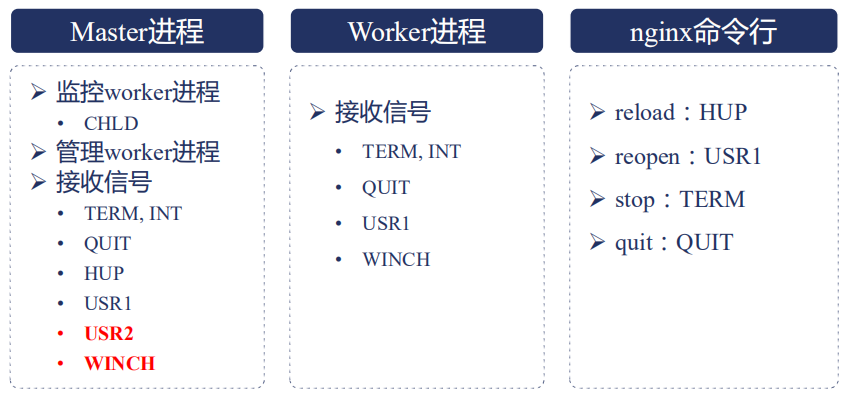 Master进程
监控worker进程
CHLD
管理worker进程
接收信号
TERM, INT
QUIT
HUP
USR1
USR2
WINCH
Worker进程
接收信号
TERM, INT
QUIT
USR1
WINCH
nginx命令行
reload：HUP
reopen：USR1
stop：TERM
quit：QUIT